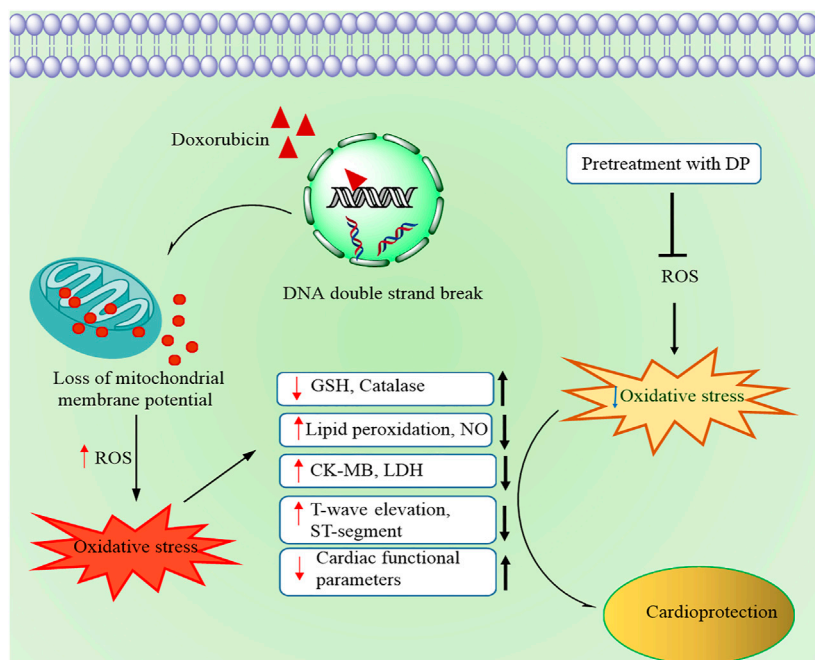 Doxorubicin
DNA double strand break
Loss of mitochondrial
membrane potential
ROS
Oxidative stress
GSH, Catalase
Lipid peroxidation, NO
CK-MB, LDH
T-wave elevation,
ST-segment
Cardiac functional
parameters
Pretreatment with DP
ROS
Oxidative stress
Cardioprotection